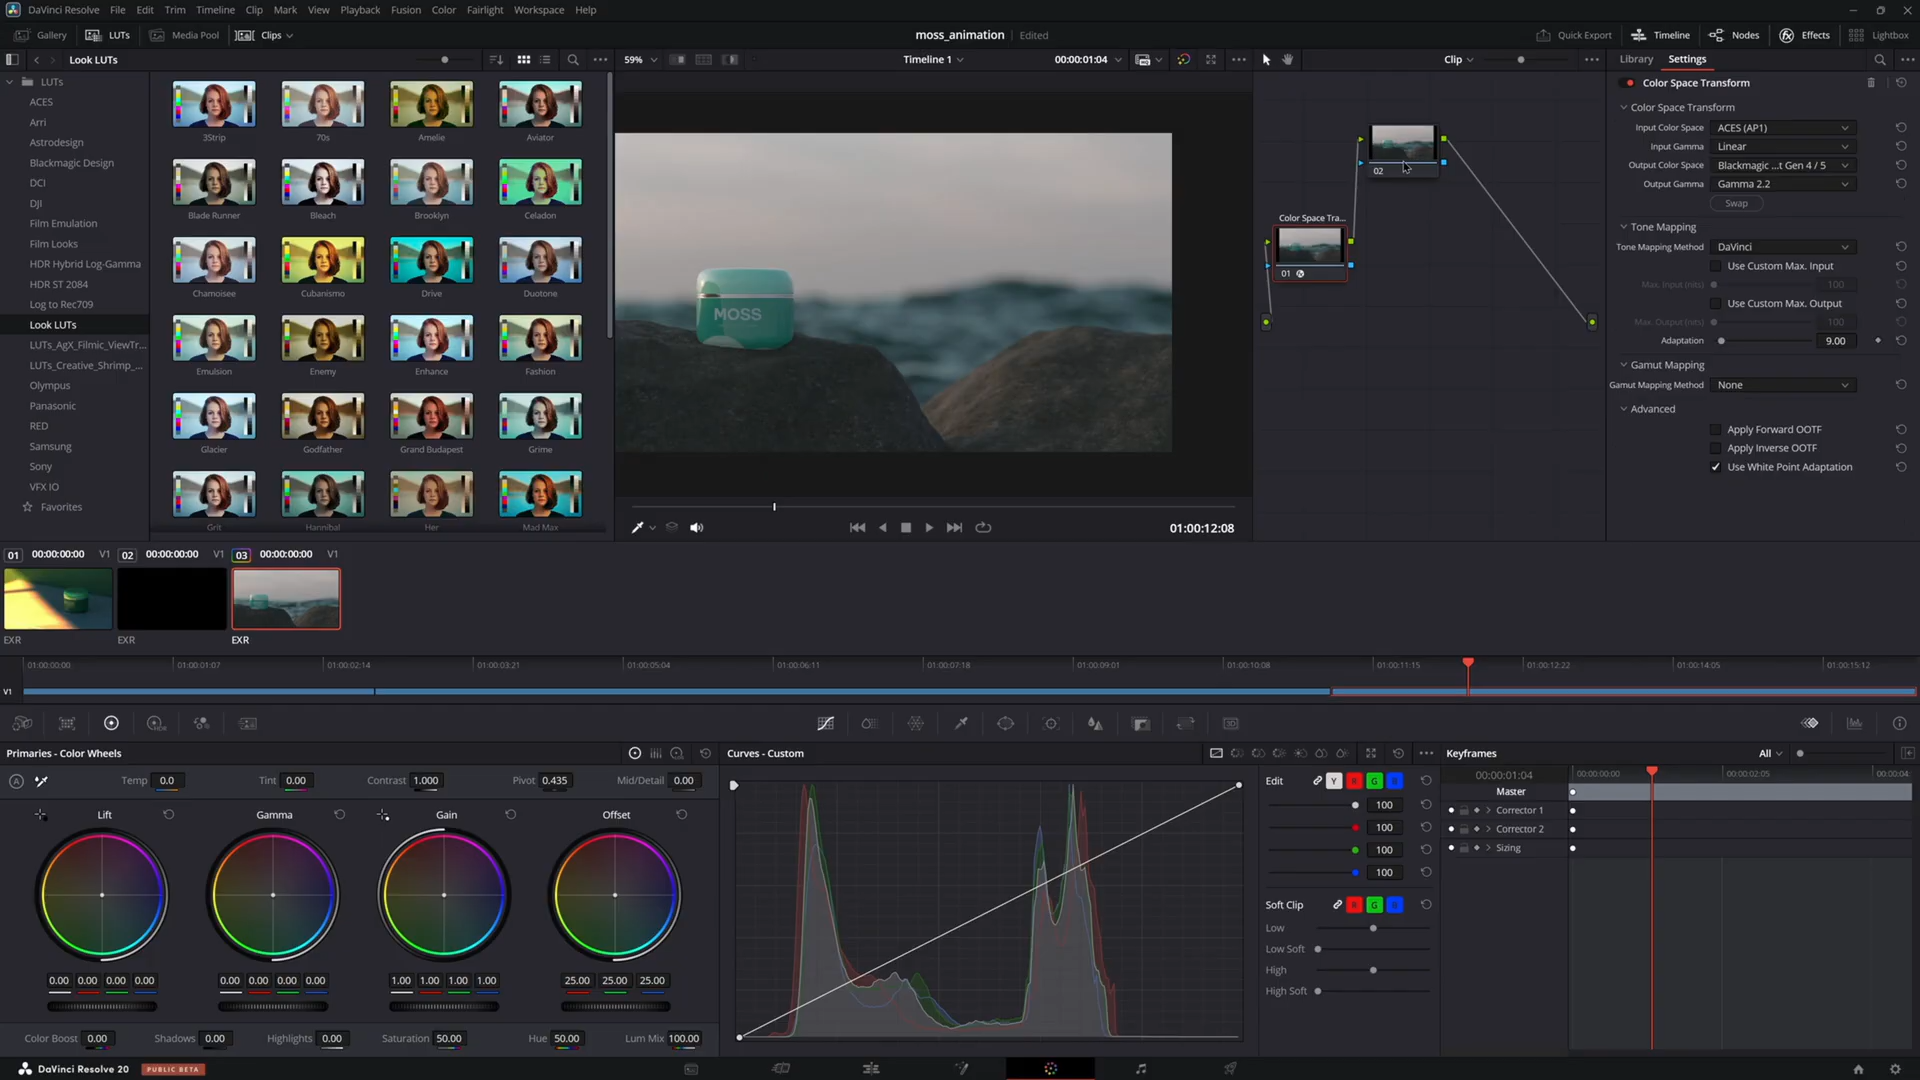 DaVinci Resolve File Edit Trim Timeline Clip Mark View Playback Fusion Color Fairlight Workspace Help
Gallery LUTs Media Pool Clips moss_animation Edited Quick Export Timeline Nodes Effects Lightbox
Look LUTs 59% Timeline 1 00:00:01:04 Clip Library Settings
LUTs
ACES
Arri
Astrodesign
Blackmagic Design
DCI
DJI
Film Emulation
Film Looks
HDR Hybrid Log-Gamma
HDR ST 2084
Log to Rec709
Look LUTs
LUTs_AgX_Filmic_ViewTr...
LUTs_Creative_Shrimp_...
Olympus
Panasonic
RED
Samsung
Sony
VFX IO
Favorites
3Strip 70s Amelie Aviator
Blade Runner Bleach Brooklyn Celadon
Chamoisee Cubanismo Drive Duotone
Emulsion Enemy Enhance Fashion
Glacier Godfather Grand Budapest Grime
Grit Hannibal Her Mad Max
MOSS
01:00:12:08
02
Color Space Tra...
01
Color Space Transform
Color Space Transform
Input Color Space ACES (AP1)
Input Gamma Linear
Output Color Space Blackmagic ...t Gen 4 / 5
Output Gamma Gamma 2.2
Swap
Tone Mapping
Tone Mapping Method DaVinci
Use Custom Max. Input
Max. Input (nits) 100
Use Custom Max. Output
Max. Output (nits) 100
Adaptation 9.00
Gamut Mapping
Gamut Mapping Method None
Advanced
Apply Forward OOTF
Apply Inverse OOTF
Use White Point Adaptation
01 00:00:00:00 V1 02 00:00:00:00 V1 03 00:00:00:00 V1
EXR EXR EXR
01:00:00:00 01:00:01:07 01:00:02:14 01:00:03:21 01:00:05:04 01:00:06:11 01:00:07:18 01:00:09:01 01:00:10:08 01:00:11:15 01:00:12:22 01:00:14:05 01:00:15:12
V1
Primaries - Color Wheels
Temp 0.0 Tint 0.00 Contrast 1.000 Pivot 0.435 Mid/Detail 0.00
Lift Gamma Gain Offset
0.00 0.00 0.00 0.00 0.00 0.00 0.00 0.00 1.00 1.00 1.00 1.00 25.00 25.00 25.00
Color Boost 0.00 Shadows 0.00 Highlights 0.00 Saturation 50.00 Hue 50.00 Lum Mix 100.00
Curves - Custom
Edit Y R G B
100
100
100
100
Soft Clip R G B
Low
Low Soft
High
High Soft
Keyframes All
00:00:01:04 00:00:00:00 00:00:02:05 00:00:04:
Master
Corrector 1
Corrector 2
Sizing
DaVinci Resolve 20 PUBLIC BETA